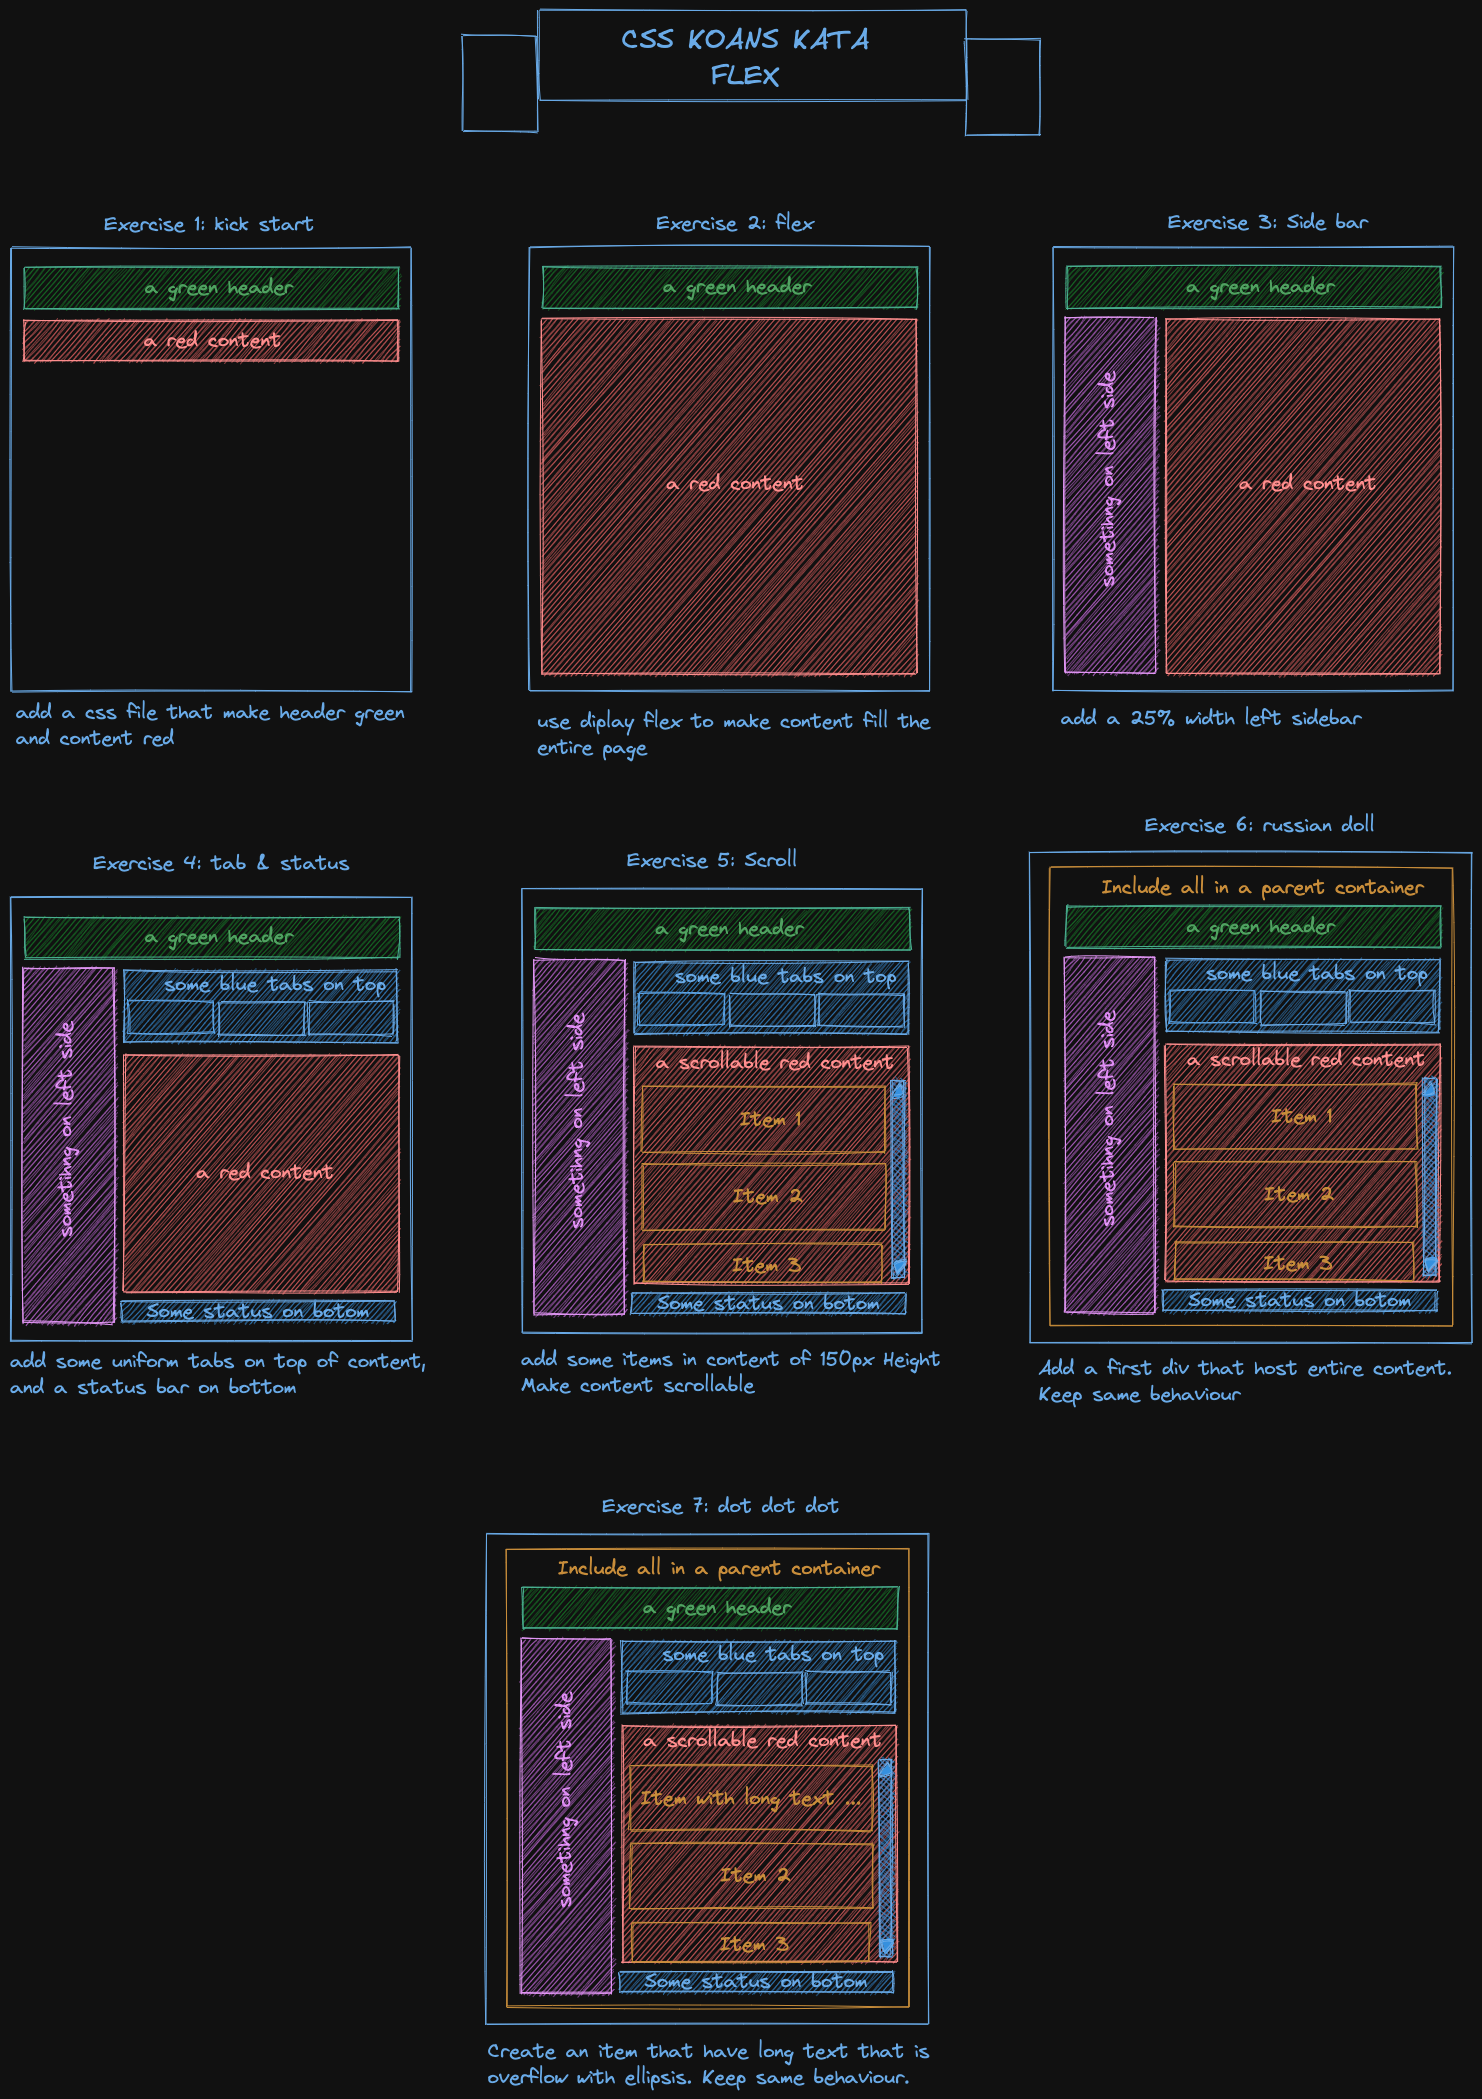 CSS KOANS KATA
FLEX
Exercise 1: kick start
a green header
a red content
add a css file that make header green
and content red
Exercise 2: flex
a green header
a red content
use diplay flex to make content fill the
entire page
Exercise 3: Side bar
a green header
sometihng on left side
a red content
add a 25% width left sidebar
Exercise 4: tab & status
a green header
sometihng on left side
some blue tabs on top
a red content
Some status on botom
add some uniform tabs on top of content,
and a status bar on bottom
Exercise 5: Scroll
a green header
sometihng on left side
some blue tabs on top
a scrollable red content
Item 1
Item 2
Item 3
Some status on botom
add some items in content of 150px Height
Make content scrollable
Exercise 6: russian doll
Include all in a parent container
a green header
sometihng on left side
some blue tabs on top
a scrollable red content
Item 1
Item 2
Item 3
Some status on botom
Add a first div that host entire content.
Keep same behaviour
Exercise 7: dot dot dot
Include all in a parent container
a green header
sometihng on left side
some blue tabs on top
a scrollable red content
Item with long text ...
Item 2
Item 3
Some status on botom
Create an item that have long text that is
overflow with ellipsis. Keep same behaviour.